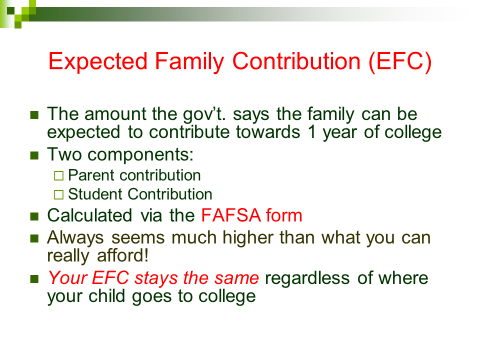 Expected Family Contribution (EFC)
The amount the gov't. says the family can be
expected to contribute towards 1 year of college
Two components:
Parent contribution
Student Contribution
Calculated via the FAFSA form
Always seems much higher than what you can
really afford!
Your EFC stays the same regardless of where
your child goes to college